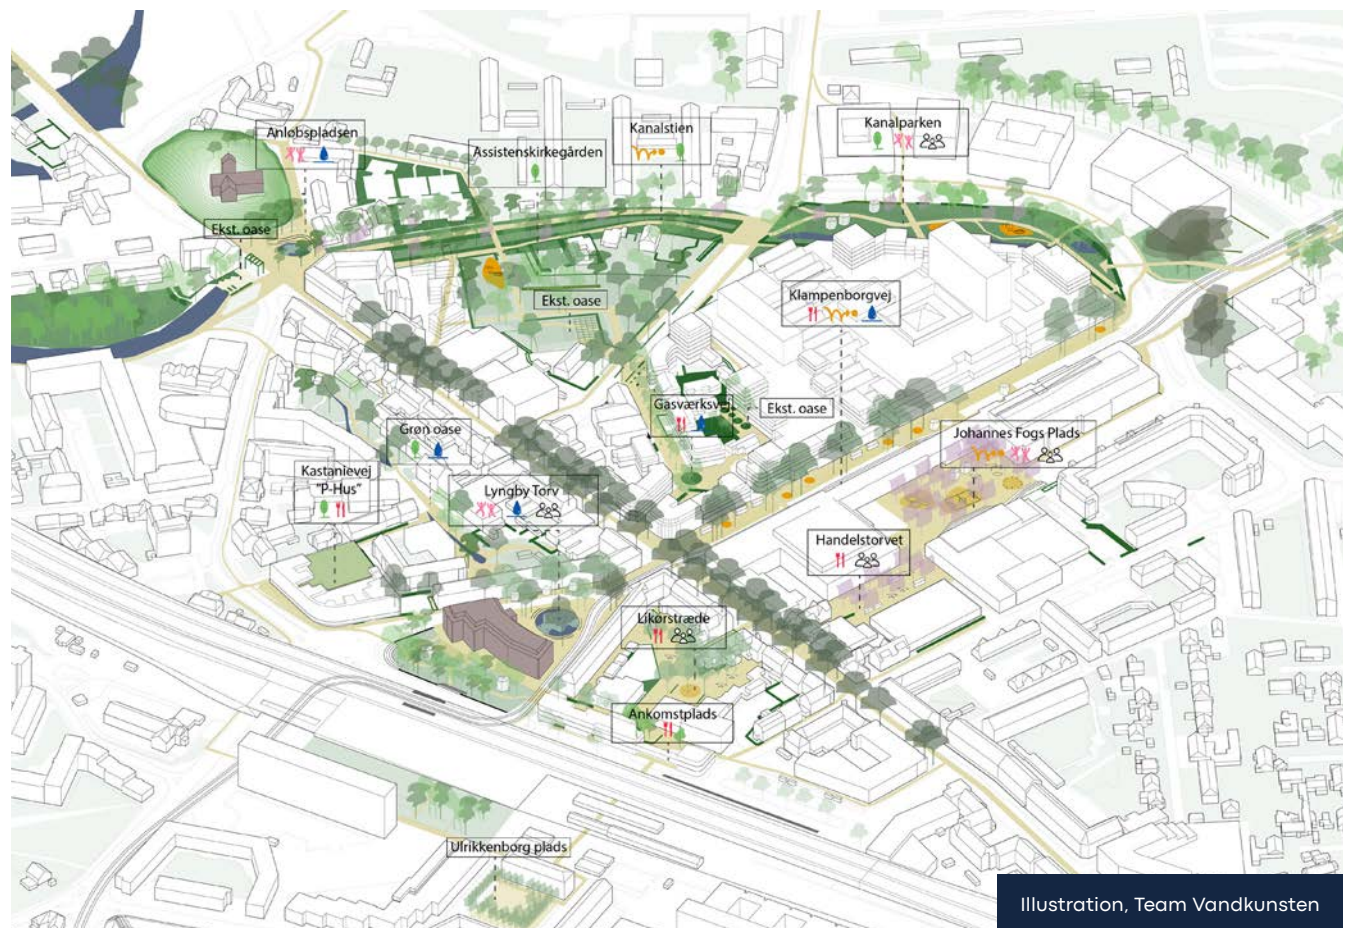 Anløbspladsen
Assistenskirkegården
Kanalstien
Kanalparken
Ekst. oase
Ekst. oase
Klampenborgvej
Gasværksvej
Ekst. oase
Grøn oase
Johannes Fogs Plads
Kastanievej
"P-Hus"
Lyngby Torv
Handelstorvet
Likørstræde
Ankomstplads
Ulrikkenborg plads
Illustration, Team Vandkunsten